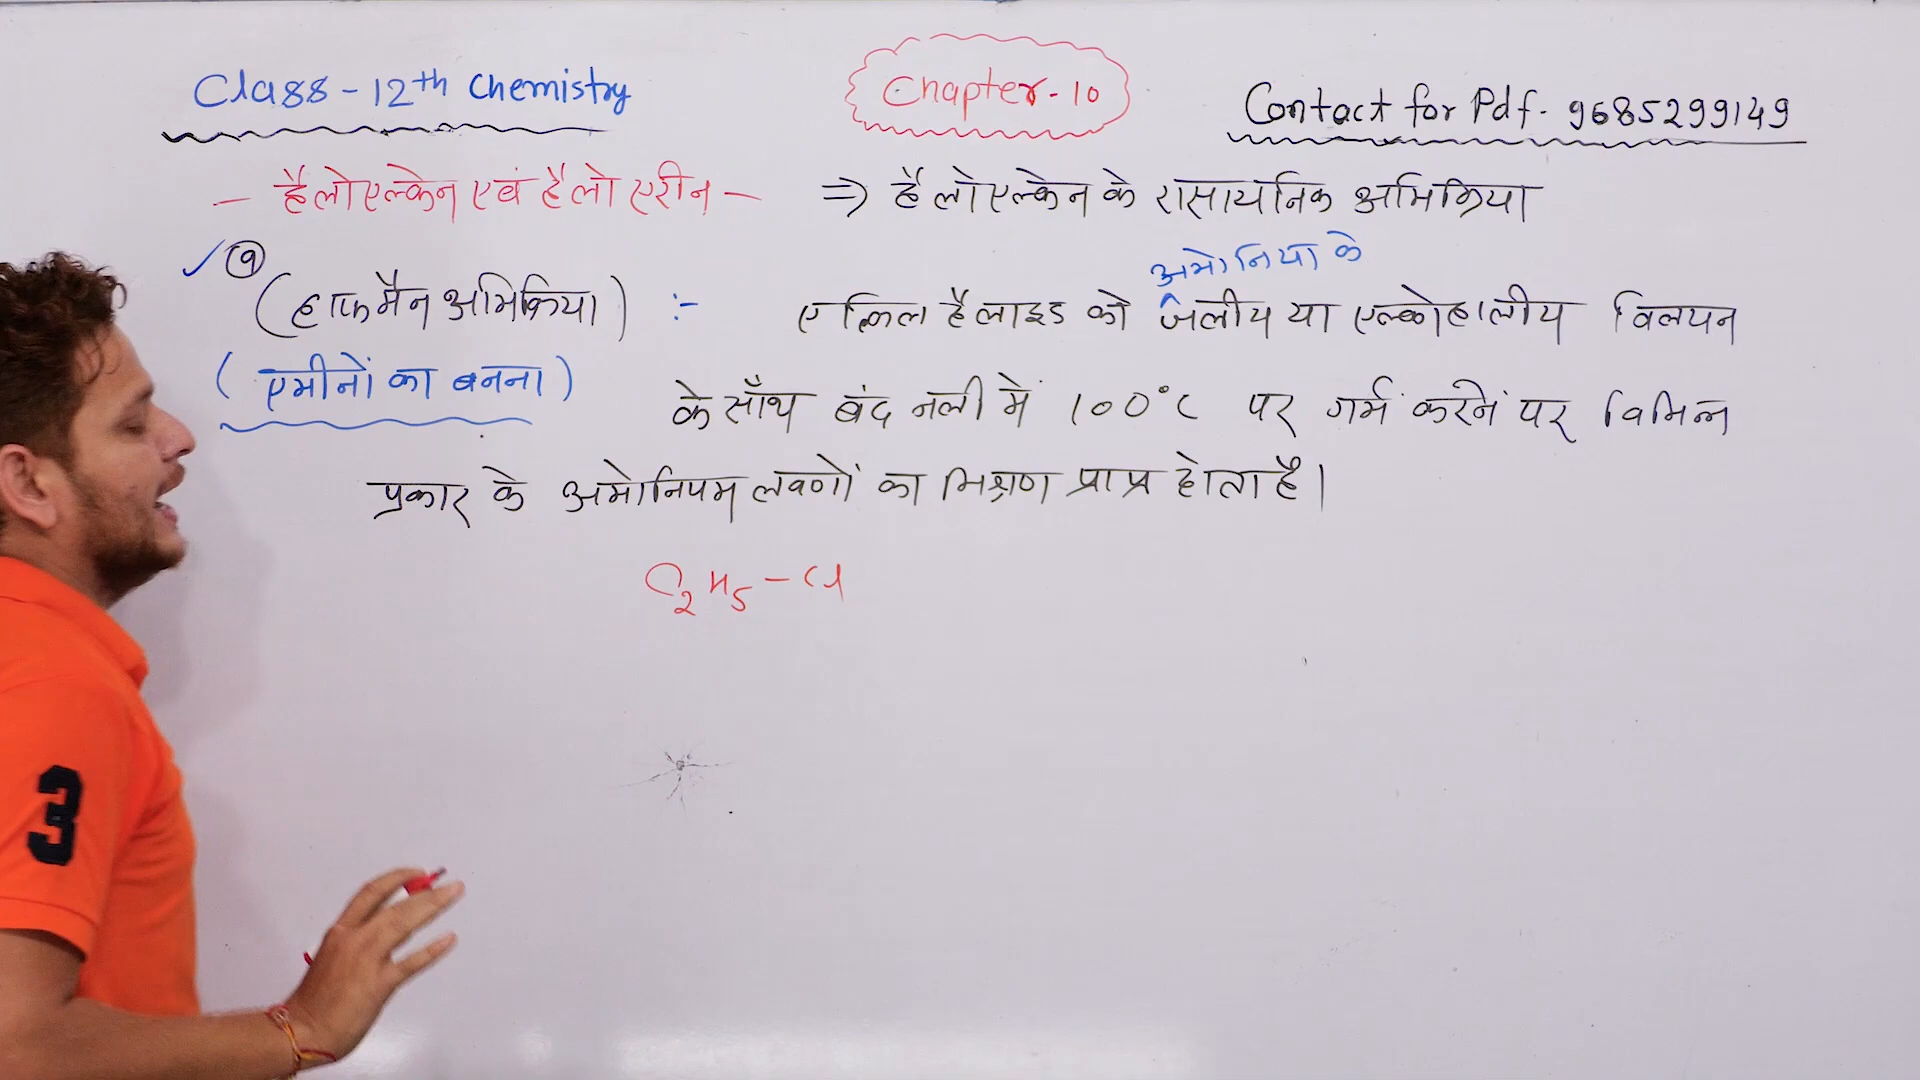 Class - 12th Chemistry
Chapter - 10
Contact for Pdf - 9685299149
- हैलोएल्केन एवं हैलोएरीन - ⇒ हैलोएल्केन के रासायनिक अभिक्रिया
✓ (9)
अमोनिया के
(हाफमैन अभिक्रिया) :- एल्किल हैलाइड को ^जलीय या एल्कोहालीय विलयन
(एमीनों का बनना) के साँथ बंद नली में 100°C पर गर्म करनें पर विभिन्न
प्रकार के अमोनियम लवणों का मिश्रण प्राप्त होता है।
C2H5 - Cl
3